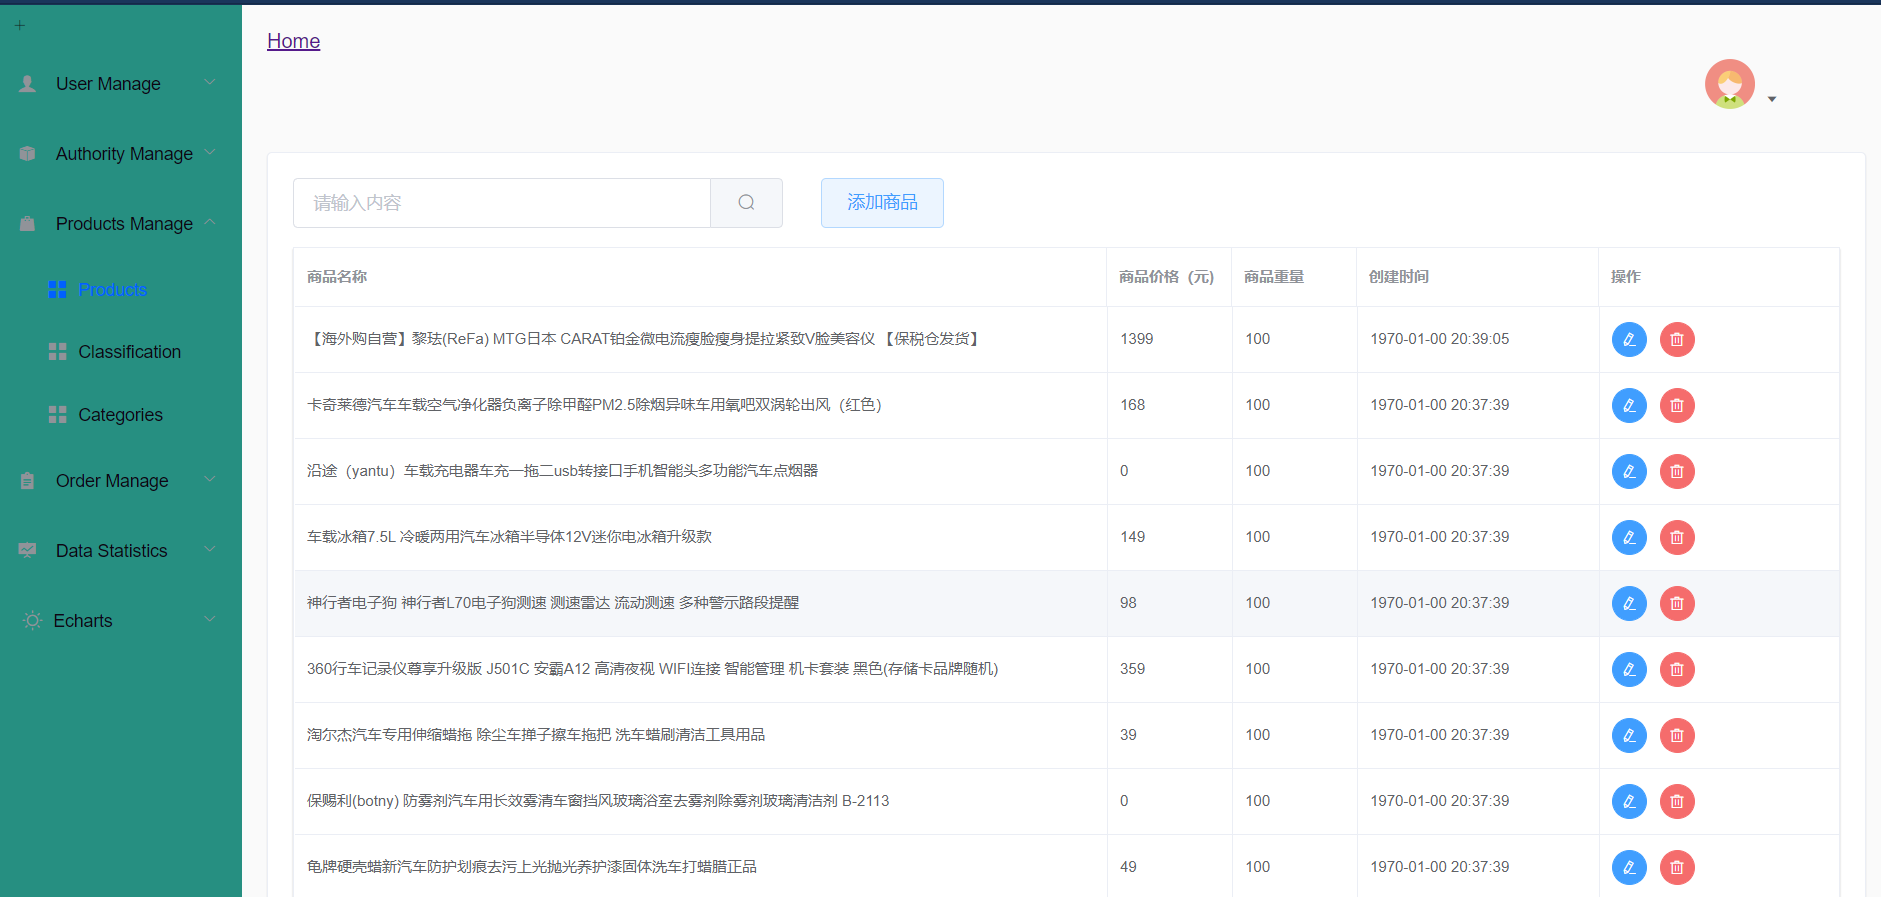 +
Home
User Manage
Authority Manage
Products Manage
Products
Classification
Categories
Order Manage
Data Statistics
Echarts
请输入内容
添加商品
商品名称 商品价格（元) 商品重量 创建时间 操作
【海外购自营】黎珐(ReFa) MTG日本 CARAT铂金微电流瘦脸瘦身提拉紧致V脸美容仪 【保税仓发货】 1399 100 1970-01-00 20:39:05
卡奇莱德汽车车载空气净化器负离子除甲醛PM2.5除烟异味车用氧吧双涡轮出风（红色） 168 100 1970-01-00 20:37:39
沿途（yantu）车载充电器车充一拖二usb转接口手机智能头多功能汽车点烟器 0 100 1970-01-00 20:37:39
车载冰箱7.5L 冷暖两用汽车冰箱半导体12V迷你电冰箱升级款 149 100 1970-01-00 20:37:39
神行者电子狗 神行者L70电子狗测速 测速雷达 流动测速 多种警示路段提醒 98 100 1970-01-00 20:37:39
360行车记录仪尊享升级版 J501C 安霸A12 高清夜视 WIFI连接 智能管理 机卡套装 黑色(存储卡品牌随机) 359 100 1970-01-00 20:37:39
淘尔杰汽车专用伸缩蜡拖 除尘车掸子擦车拖把 洗车蜡刷清洁工具用品 39 100 1970-01-00 20:37:39
保赐利(botny) 防雾剂汽车用长效雾清车窗挡风玻璃浴室去雾剂除雾剂玻璃清洁剂 B-2113 0 100 1970-01-00 20:37:39
龟牌硬壳蜡新汽车防护划痕去污上光抛光养护漆固体洗车打蜡腊正品 49 100 1970-01-00 20:37:39